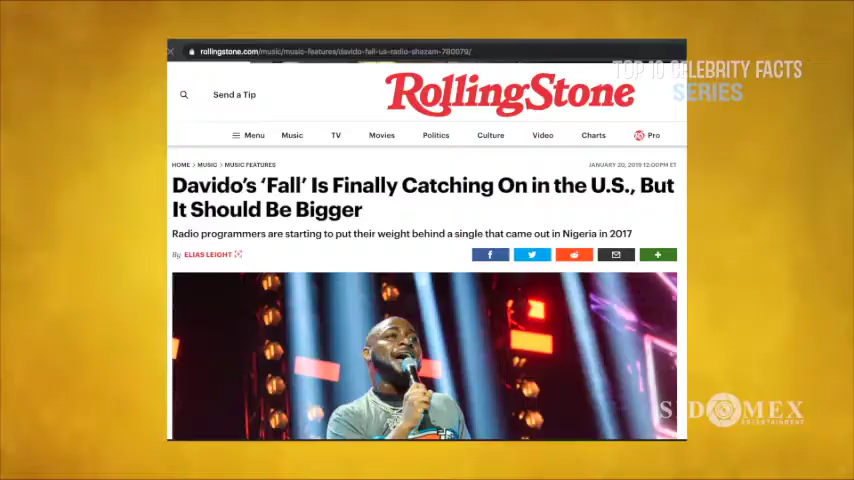 rollingstone.com/music/music-features/davido-fall-us-radio-shazam-780079/
TOP 10 CELEBRITY FACTS
SERIES
Send a Tip
RollingStone
Menu Music TV Movies Politics Culture Video Charts RS Pro
HOME > MUSIC > MUSIC FEATURES
JANUARY 20, 2019 12:00PM ET
Davido's 'Fall' Is Finally Catching On in the U.S., But
It Should Be Bigger
Radio programmers are starting to put their weight behind a single that came out in Nigeria in 2017
By ELIAS LEIGHT
SIDOMEX
ENTERTAINMENT